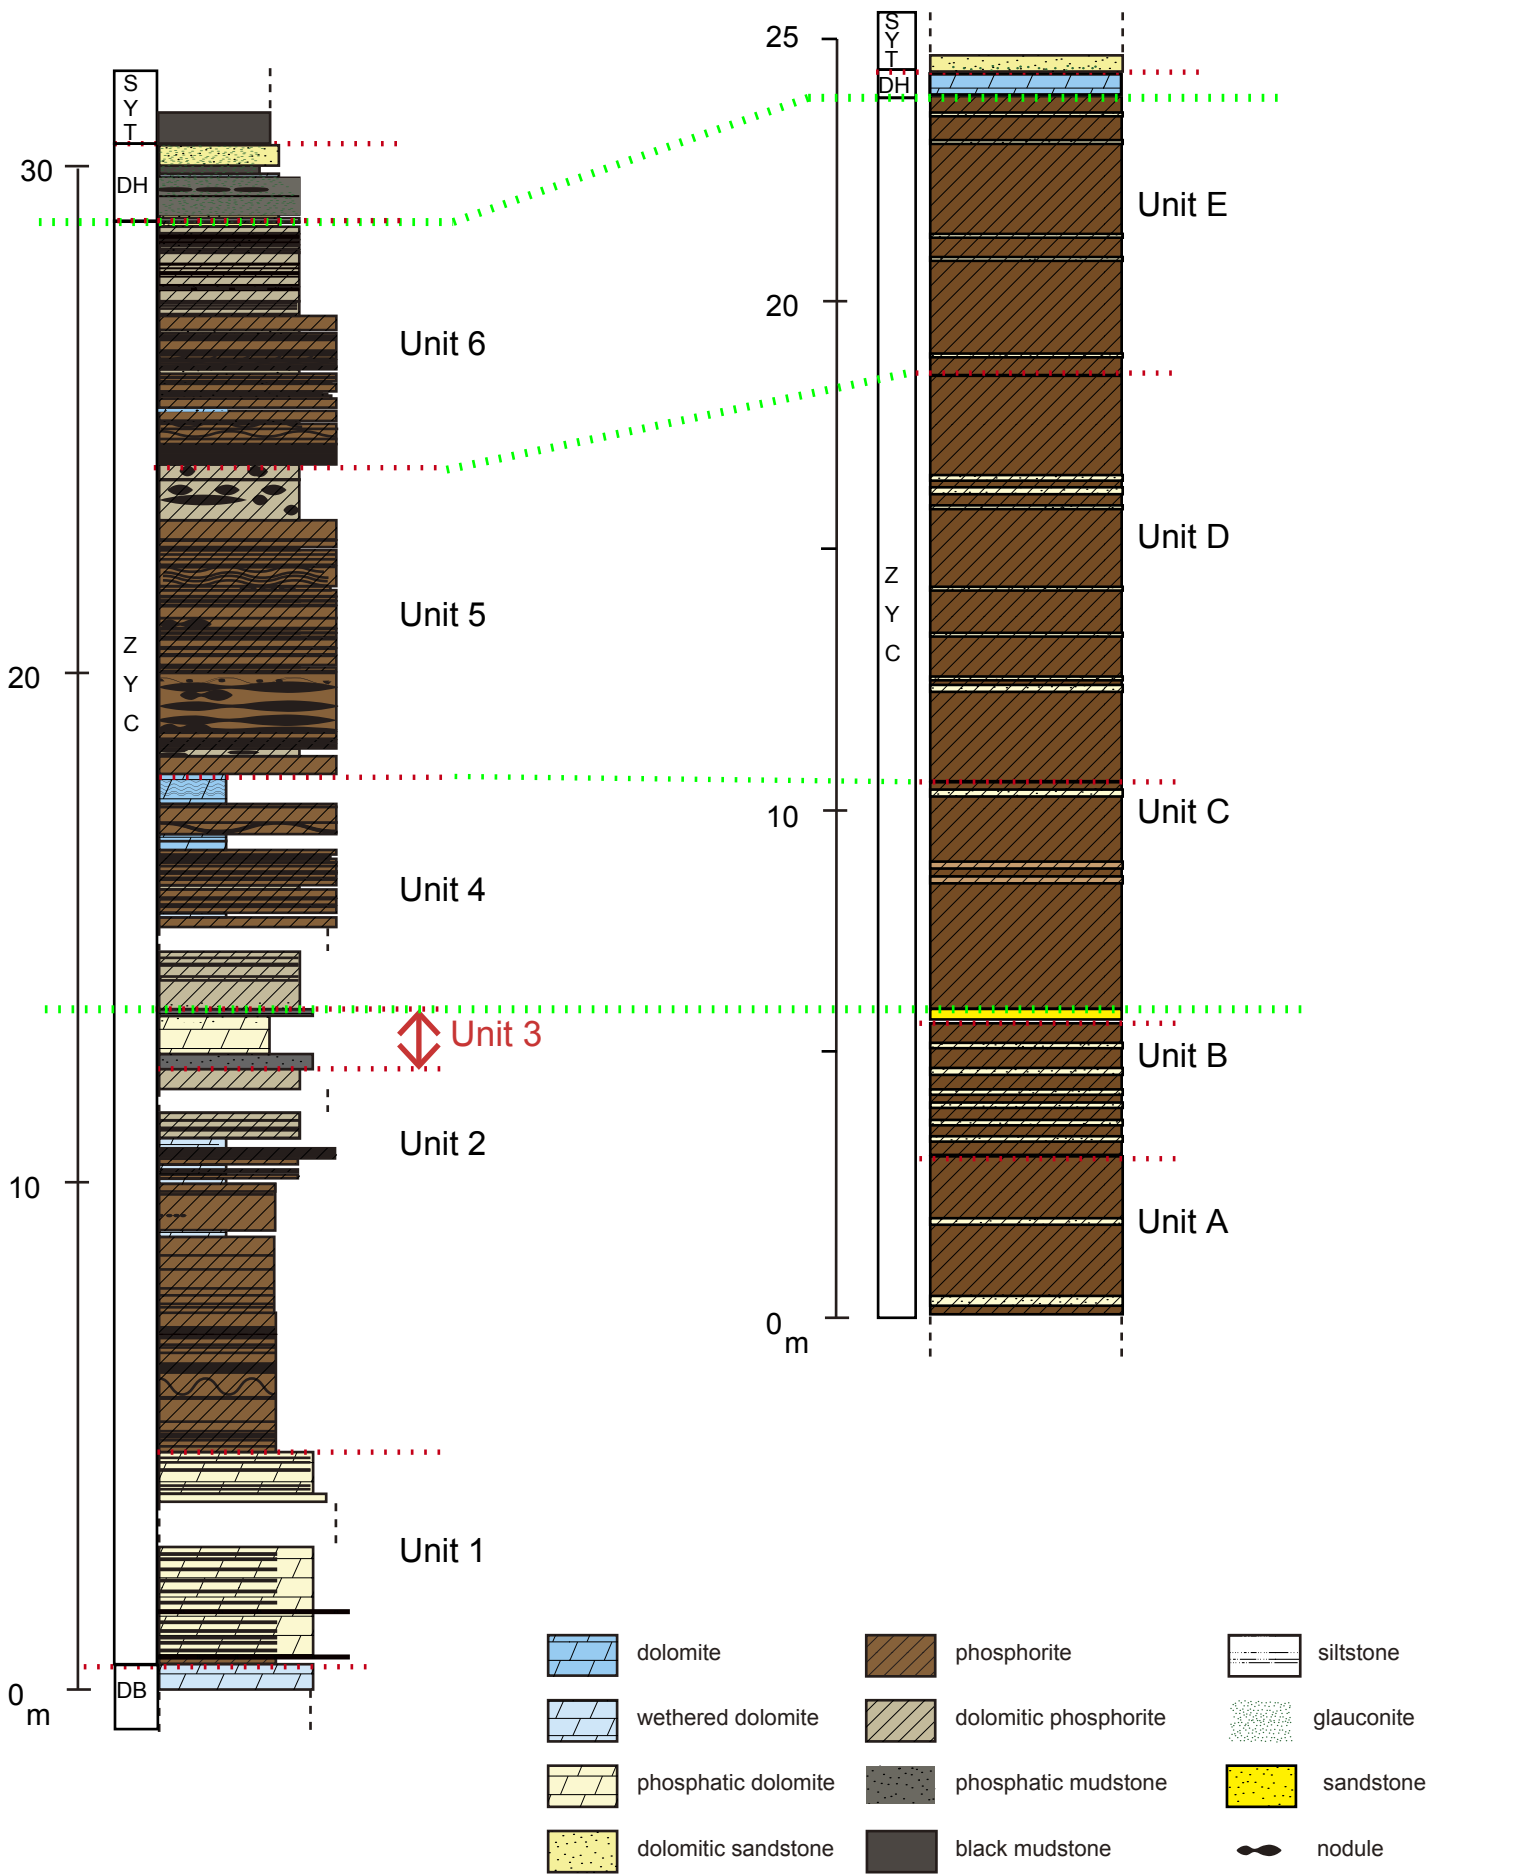 S
Y
T
DH
Z
Y
C
DB
30
20
10
0
m
Unit 6
Unit 5
Unit 4
Unit 3
Unit 2
Unit 1
S
Y
T
DH
Z
Y
C
25
20
10
0
m
Unit E
Unit D
Unit C
Unit B
Unit A
dolomite
phosphorite
siltstone
wethered dolomite
dolomitic phosphorite
glauconite
phosphatic dolomite
phosphatic mudstone
sandstone
dolomitic sandstone
black mudstone
nodule